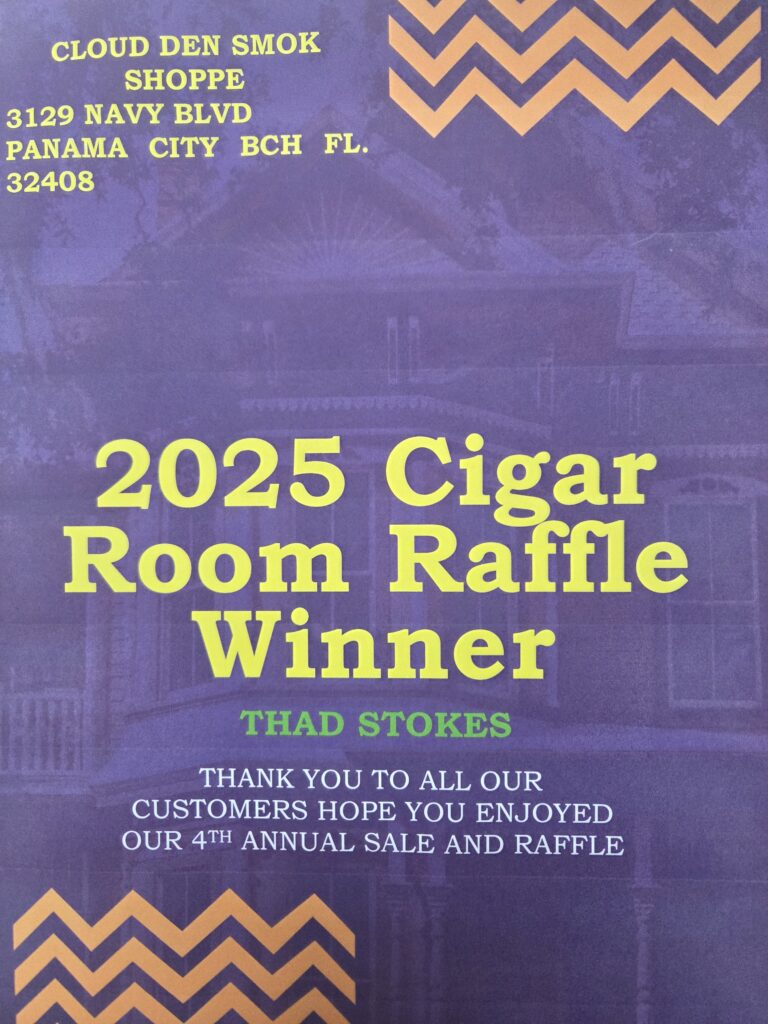 CLOUD DEN SMOK
SHOPPE
3129 NAVY BLVD
PANAMA CITY BCH FL.
32408
2025 Cigar
Room Raffle
Winner
THAD STOKES
THANK YOU TO ALL OUR
CUSTOMERS HOPE YOU ENJOYED
OUR 4TH ANNUAL SALE AND RAFFLE